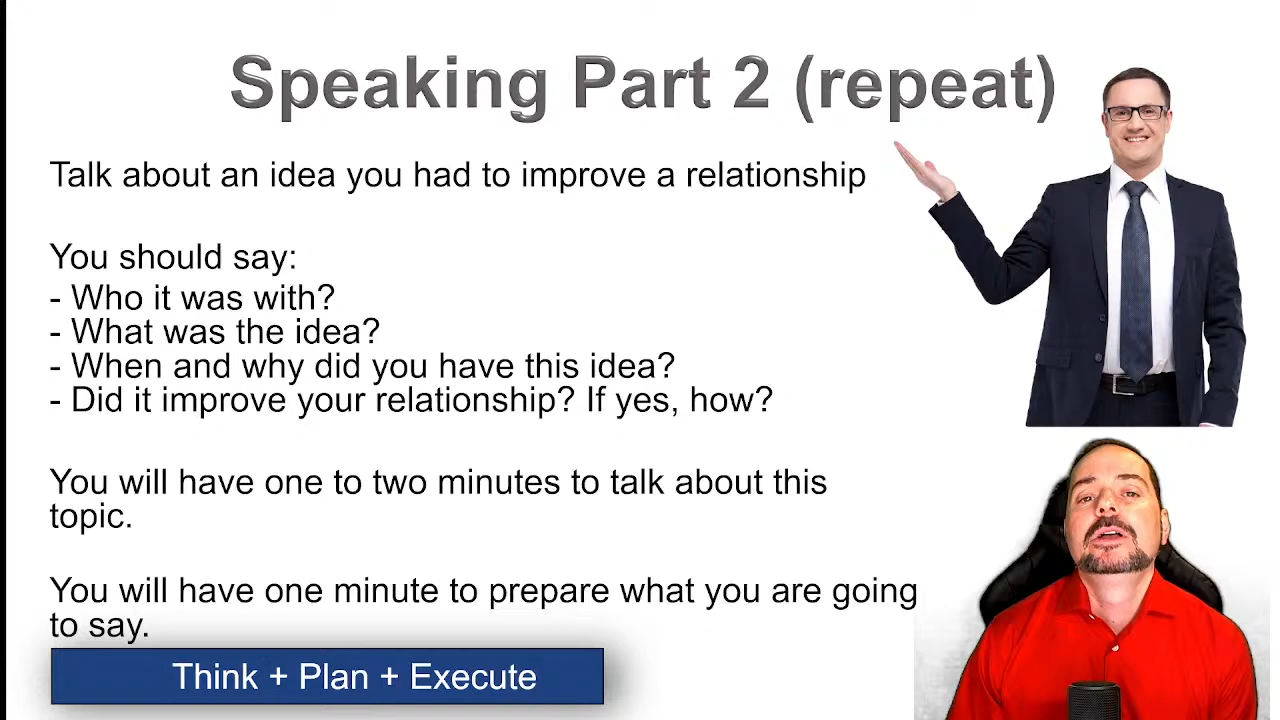 Speaking Part 2 (repeat)
Talk about an idea you had to improve a relationship
You should say:
- Who it was with?
- What was the idea?
- When and why did you have this idea?
- Did it improve your relationship? If yes, how?
You will have one to two minutes to talk about this
topic.
You will have one minute to prepare what you are going
to say.
Think + Plan + Execute